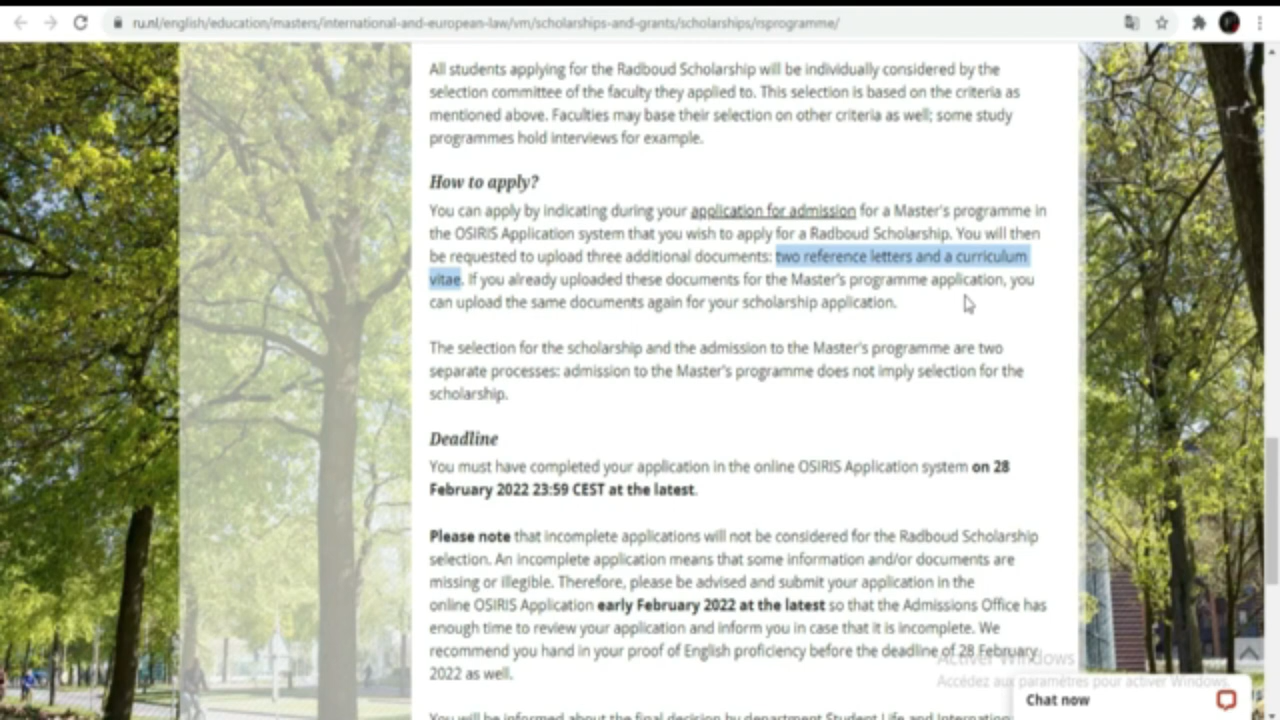 ru.nl/english/education/masters/international-and-european-law/vm/scholarships-and-grants/scholarships/rsprogramme/
All students applying for the Radboud Scholarship will be individually considered by the
selection committee of the faculty they applied to. This selection is based on the criteria as
mentioned above. Faculties may base their selection on other criteria as well; some study
programmes hold interviews for example.
How to apply?
You can apply by indicating during your application for admission for a Master's programme in
the OSIRIS Application system that you wish to apply for a Radboud Scholarship. You will then
be requested to upload three additional documents: two reference letters and a curriculum
vitae. If you already uploaded these documents for the Master's programme application, you
can upload the same documents again for your scholarship application.
The selection for the scholarship and the admission to the Master's programme are two
separate processes: admission to the Master's programme does not imply selection for the
scholarship.
Deadline
You must have completed your application in the online OSIRIS Application system on 28
February 2022 23:59 CEST at the latest.
Please note that incomplete applications will not be considered for the Radboud Scholarship
selection. An incomplete application means that some information and/or documents are
missing or illegible. Therefore, please be advised and submit your application in the
online OSIRIS Application early February 2022 at the latest so that the Admissions Office has
enough time to review your application and inform you in case that it is incomplete. We
recommend you hand in your proof of English proficiency before the deadline of 28 February
2022 as well.
Activer Windows
Accédez aux paramètres pour activer Windows.
Chat now
You will be informed about the final decision by department Student Life and Internation